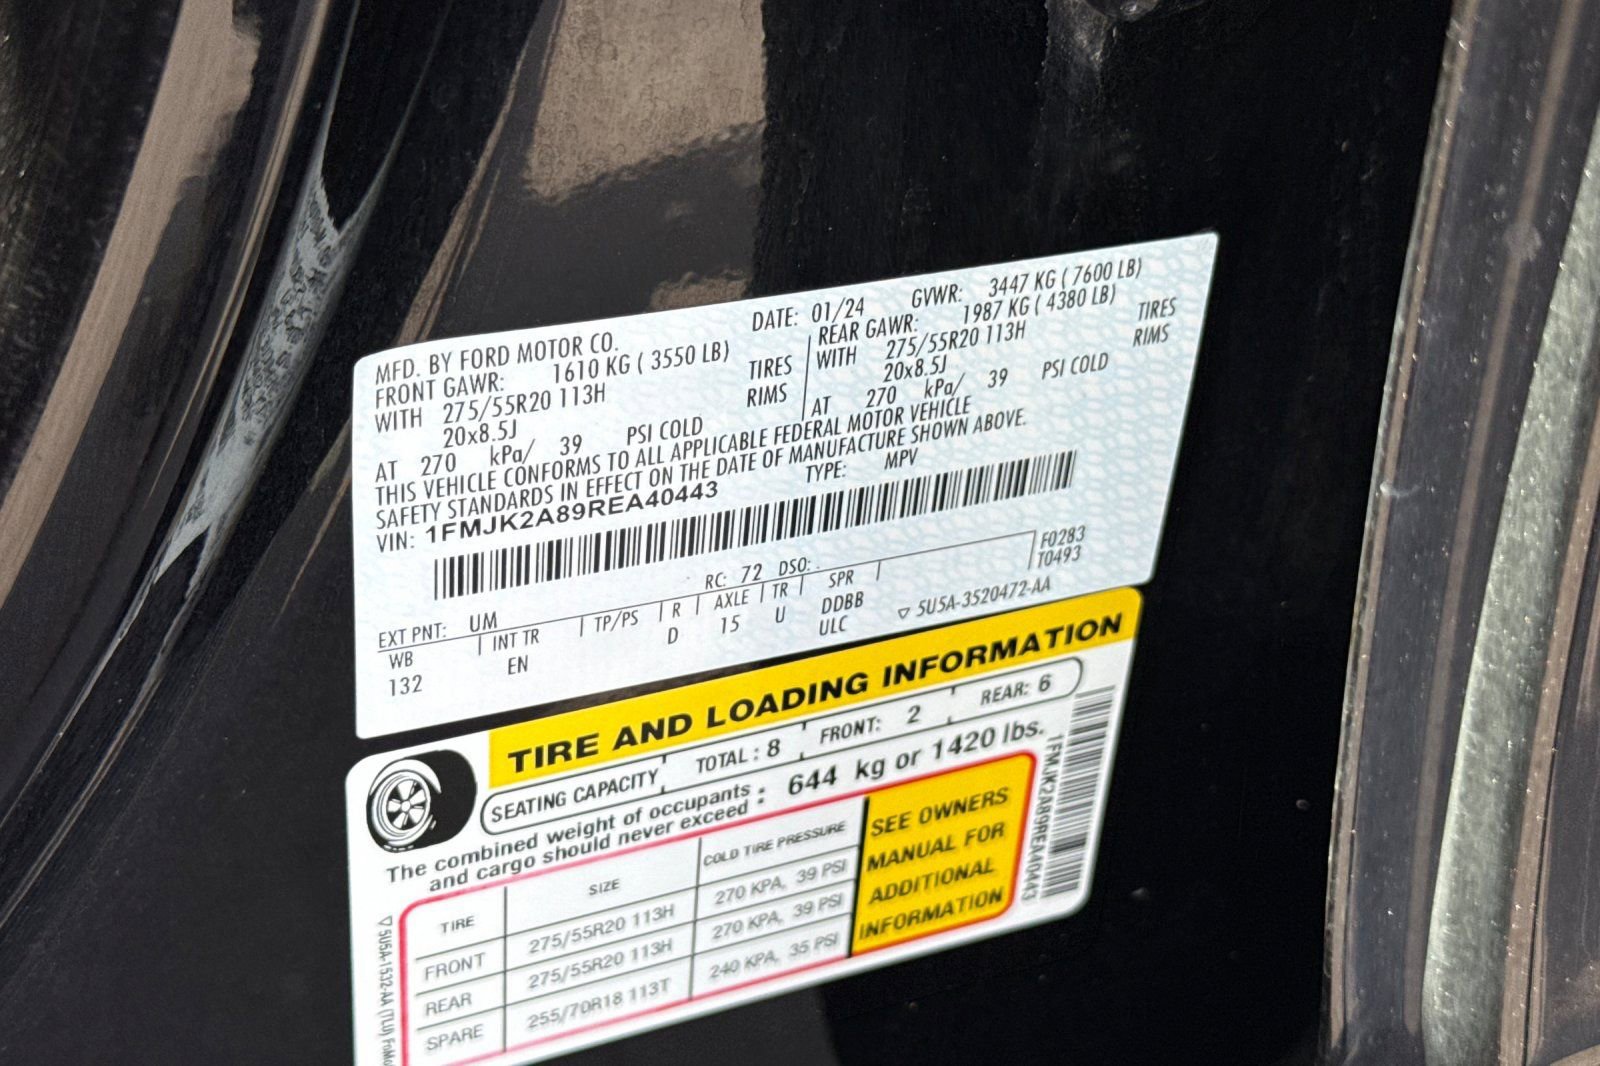 MFD. BY FORD MOTOR CO. DATE: 01/24 GVWR: 3447 KG ( 7600 LB)
FRONT GAWR: 1610 KG ( 3550 LB) REAR GAWR: 1987 KG ( 4380 LB)
WITH 275/55R20 113H TIRES WITH 275/55R20 113H TIRES
20x8.5J RIMS 20x8.5J RIMS
AT 270 kPa/ 39 PSI COLD AT 270 kPa/ 39 PSI COLD
THIS VEHICLE CONFORMS TO ALL APPLICABLE FEDERAL MOTOR VEHICLE
SAFETY STANDARDS IN EFFECT ON THE DATE OF MANUFACTURE SHOWN ABOVE.
VIN: 1FMJK2A89REA40443 TYPE: MPV
F0283
T0493
EXT PNT: UM RC: 72 DSO:
WB INT TR TP/PS R AXLE TR SPR
132 EN D 15 U DDBB
ULC ▽ 5U5A-3520472-AA
TIRE AND LOADING INFORMATION
SEATING CAPACITY TOTAL : 8 FRONT: 2 REAR: 6
The combined weight of occupants and cargo should never exceed : 644 kg or 1420 lbs.
TIRE SIZE COLD TIRE PRESSURE
FRONT 275/55R20 113H 270 KPA, 39 PSI
REAR 275/55R20 113H 270 KPA, 39 PSI
SPARE 255/70R18 113T 240 KPA, 35 PSI
SEE OWNERS
MANUAL FOR
ADDITIONAL
INFORMATION
1FMJK2A89REA40443
▽ 5U5A-1532-AA (7LU)